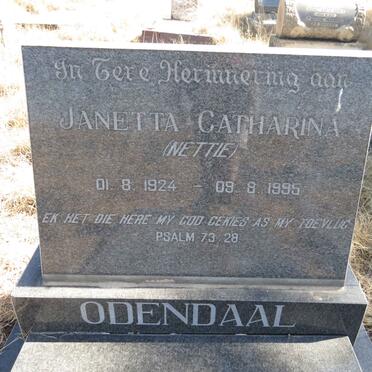 In Tere Herinnering aan
JANETTA CATHARINA
(NETTIE)
01. 8. 1924 - 09. 8. 1995
EK HET DIE HERE MY GOD GEKIES AS MY TOEVLUG
PSALM 73 28
ODENDAAL